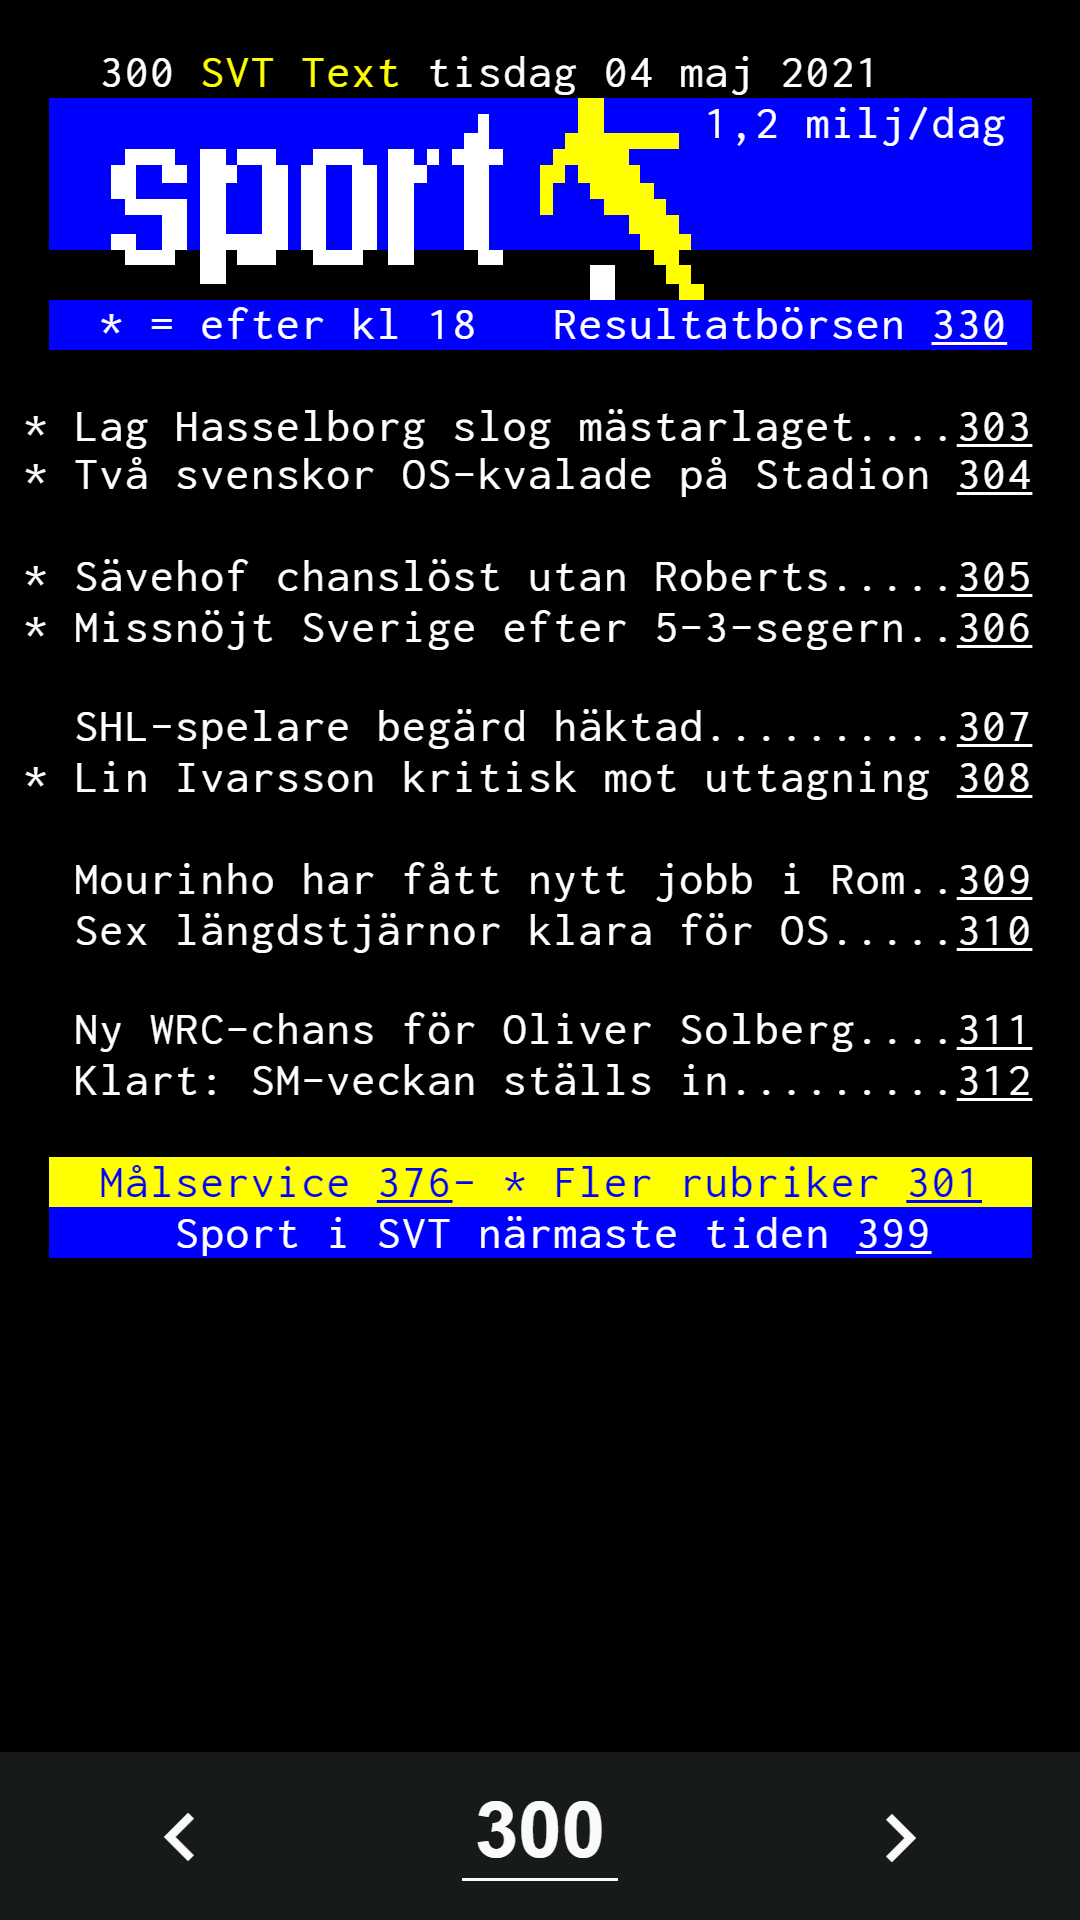 300 SVT Text tisdag 04 maj 2021
1,2 milj/dag
sport
* = efter kl 18 Resultatbörsen 330
* Lag Hasselborg slog mästarlaget....303
* Två svenskor OS-kvalade på Stadion 304
* Sävehof chanslöst utan Roberts.....305
* Missnöjt Sverige efter 5-3-segern..306
SHL-spelare begärd häktad..........307
* Lin Ivarsson kritisk mot uttagning 308
Mourinho har fått nytt jobb i Rom..309
Sex längdstjärnor klara för OS.....310
Ny WRC-chans för Oliver Solberg....311
Klart: SM-veckan ställs in.........312
Målservice 376- * Fler rubriker 301
Sport i SVT närmaste tiden 399
300